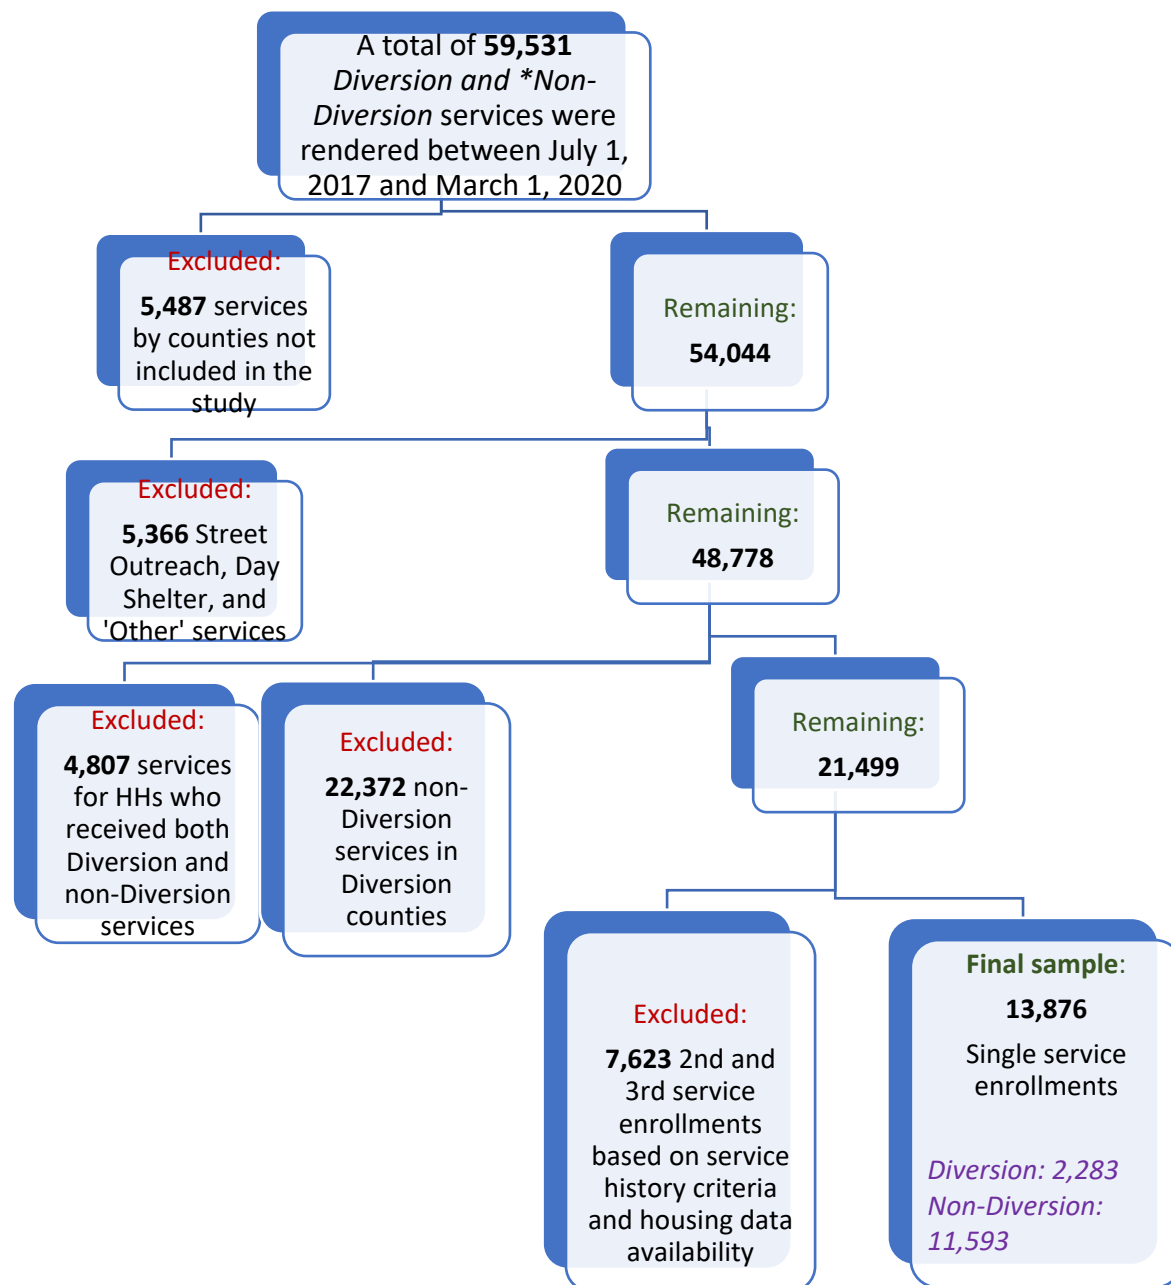 A total of 59,531
Diversion and *Non-
Diversion services were
rendered between July 1,
2017 and March 1, 2020
Excluded:
5,487 services
by counties not
included in the
study
Remaining:
54,044
Excluded:
5,366 Street
Outreach, Day
Shelter, and
'Other' services
Remaining:
48,778
Excluded:
4,807 services
for HHs who
received both
Diversion and
non-Diversion
services
Excluded:
22,372 non-
Diversion
services in
Diversion
counties
Remaining:
21,499
Excluded:
7,623 2nd and
3rd service
enrollments
based on service
history criteria
and housing data
availability
Final sample:
13,876
Single service
enrollments
Diversion: 2,283
Non-Diversion:
11,593